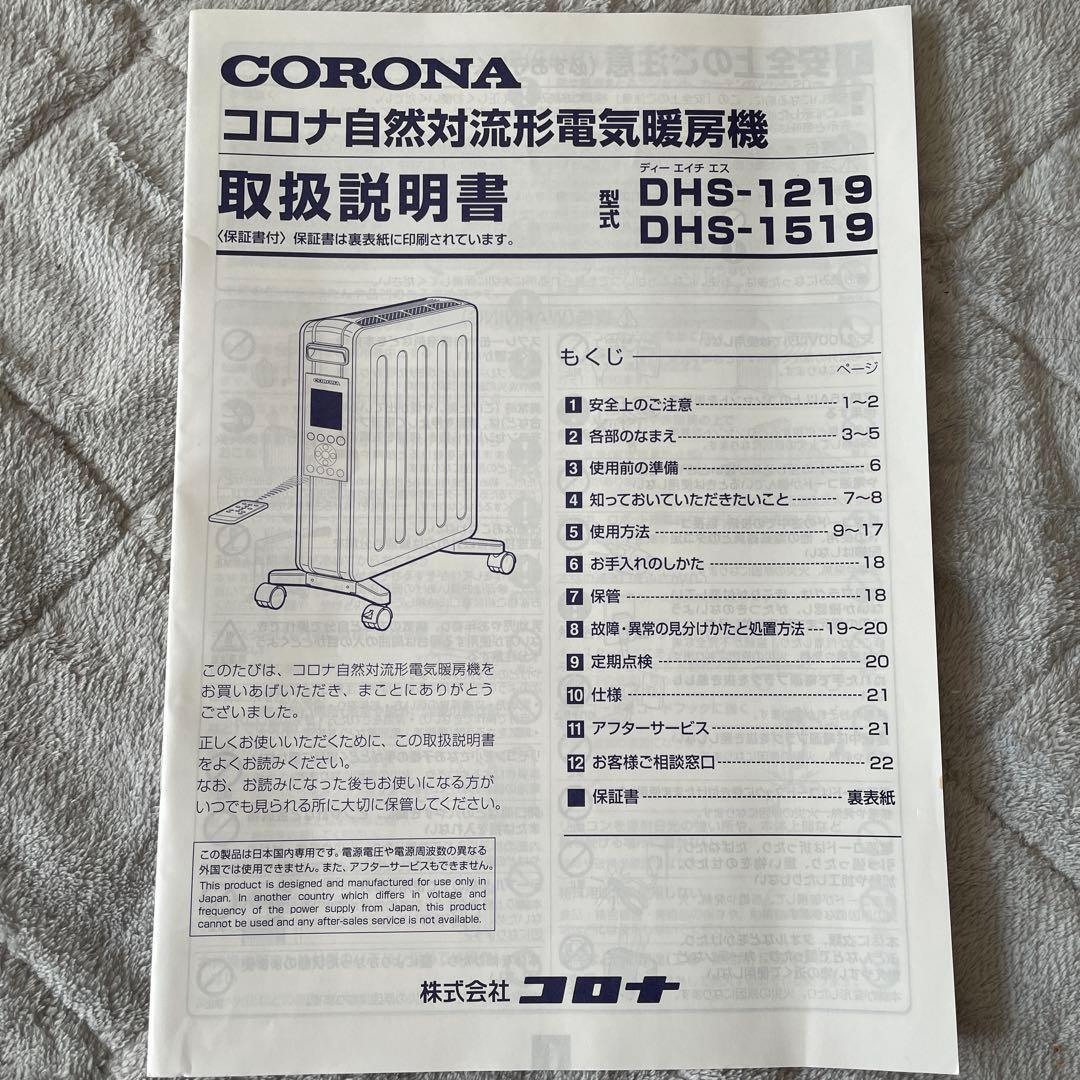 CORONA
コロナ自然対流形電気暖房機
取扱説明書
〈保証書付〉保証書は裏表紙に印刷されています。
型式
ディー エイチ エス
DHS-1219
DHS-1519
CORONA
もくじ
ページ
1 安全上のご注意 1〜2
2 各部のなまえ 3〜5
3 使用前の準備 6
4 知っておいていただきたいこと 7〜8
5 使用方法 9〜17
6 お手入れのしかた 18
7 保管 18
8 故障・異常の見分けかたと処置方法 19〜20
9 定期点検 20
10 仕様 21
11 アフターサービス 21
12 お客様ご相談窓口 22
■ 保証書 裏表紙
このたびは、コロナ自然対流形電気暖房機を
お買いあげいただき、まことにありがとう
ございました。
正しくお使いいただくために、この取扱説明書
をよくお読みください。
なお、お読みになった後もお使いになる方が
いつでも見られる所に大切に保管してください。
この製品は日本国内専用です。電源電圧や電源周波数の異なる
外国では使用できません。また、アフターサービスもできません。
This product is designed and manufactured for use only in
Japan. In another country which differs in voltage and
frequency of the power supply from Japan, this product
cannot be used and any after-sales service is not available.
株式会社 コロナ